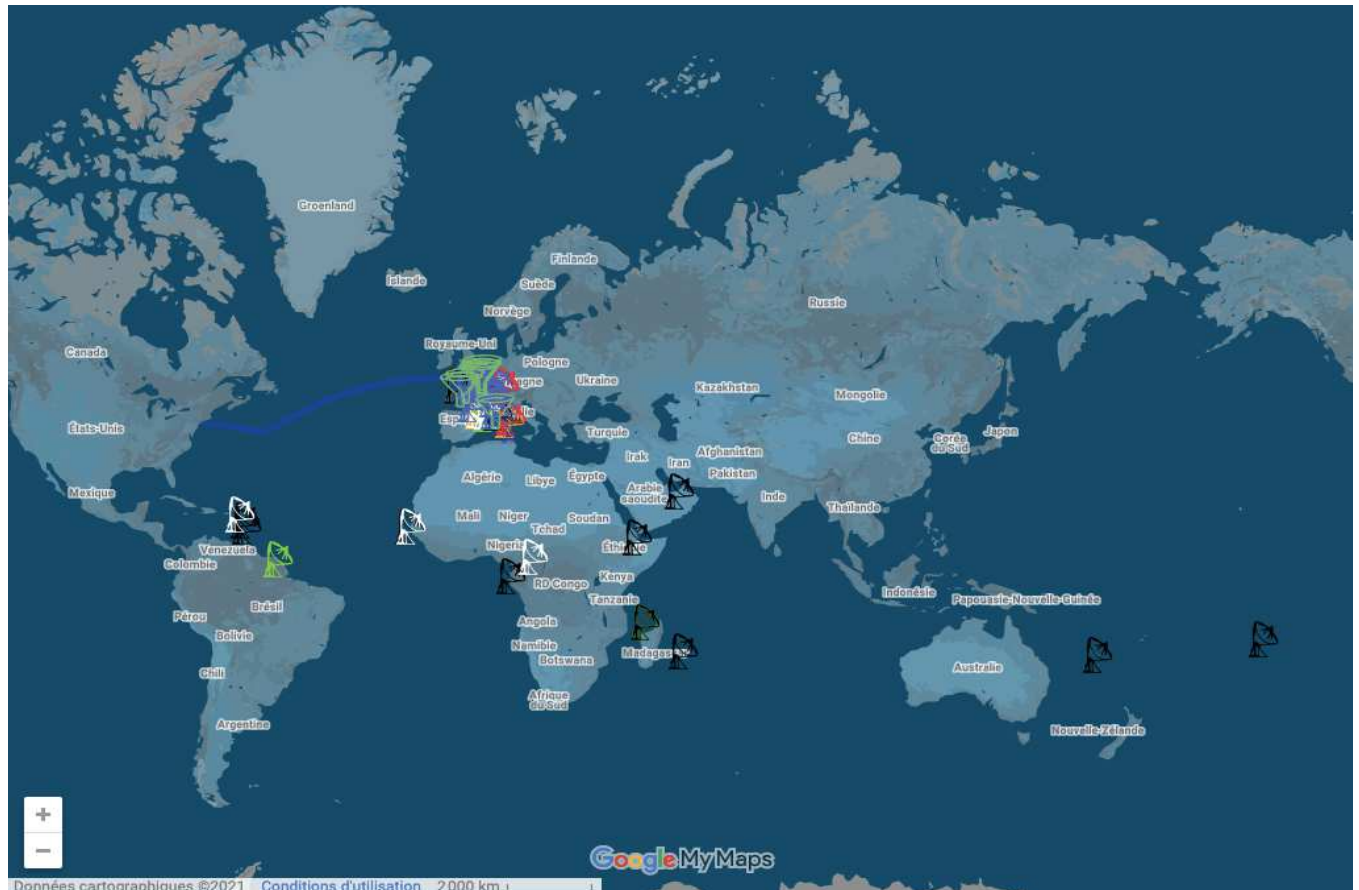 Groenland
Finlande
Islande
Suède
Russie
Norvège
Royaume-Uni
Canada
Pologne
Ukraine
Kazakhstan
Mongolie
États-Unis
Turquie
Chine
Corée
du Sud
Japon
Afghanistan
Irak
Iran
Pakistan
Mexique
Algérie
Libye
Égypte
Arabie
saoudite
Inde
Thaïlande
Mali
Niger
Tchad
Soudan
Venezuela
Nigeria
Éthiopie
Colombie
RD Congo
Kenya
Indonésie
Papouasie-Nouvelle-Guinée
Tanzanie
Pérou
Brésil
Angola
Bolivie
Namibie
Botswana
Chili
Australie
Afrique
du Sud
Argentine
Nouvelle-Zélande
+
−
Google My Maps
Données cartographiques ©2021 Conditions d'utilisation 2000 km